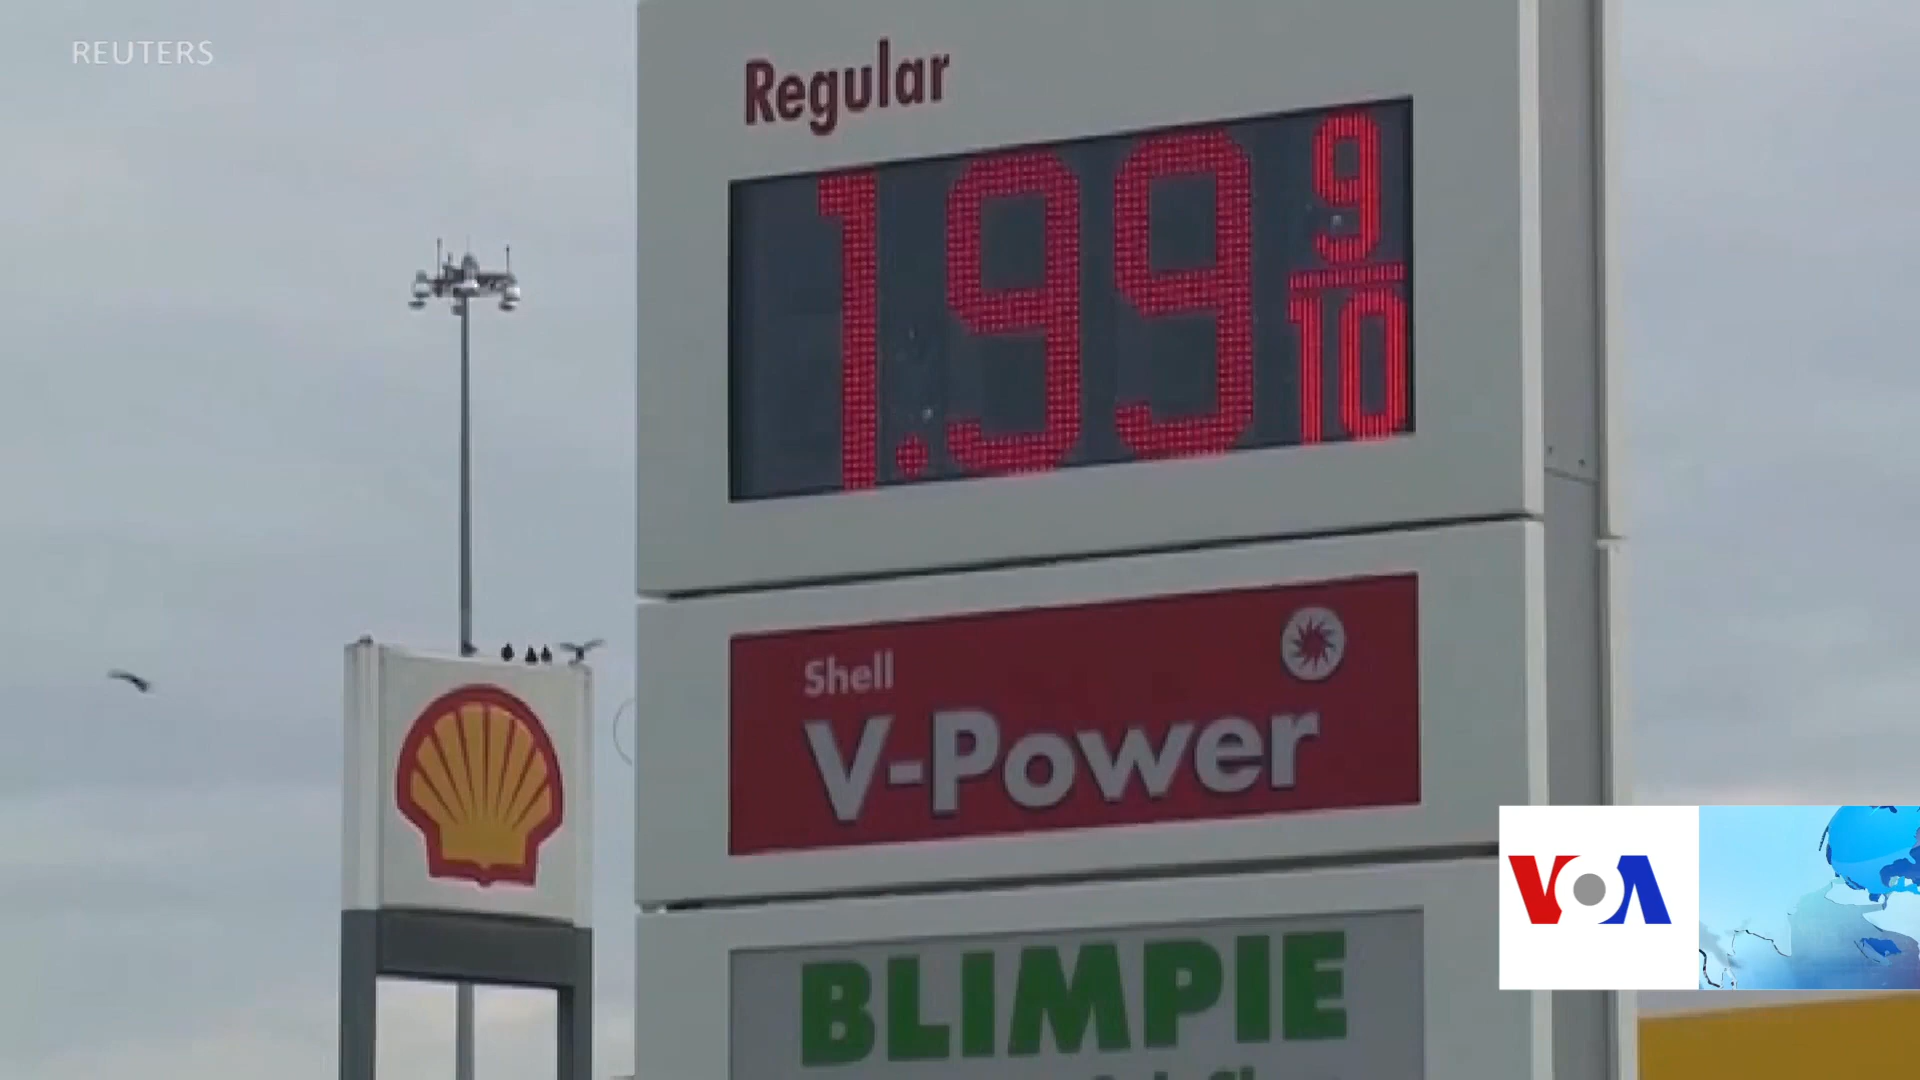 REUTERS
Regular
1.99 9/10
Shell
V-Power
VOA
BLIMPIE